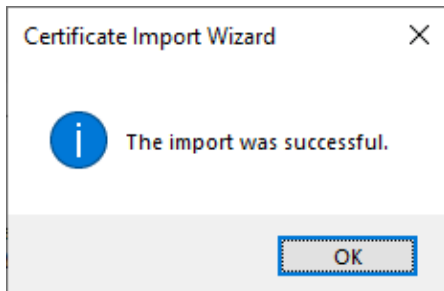 Certificate Import Wizard
The import was successful.
OK